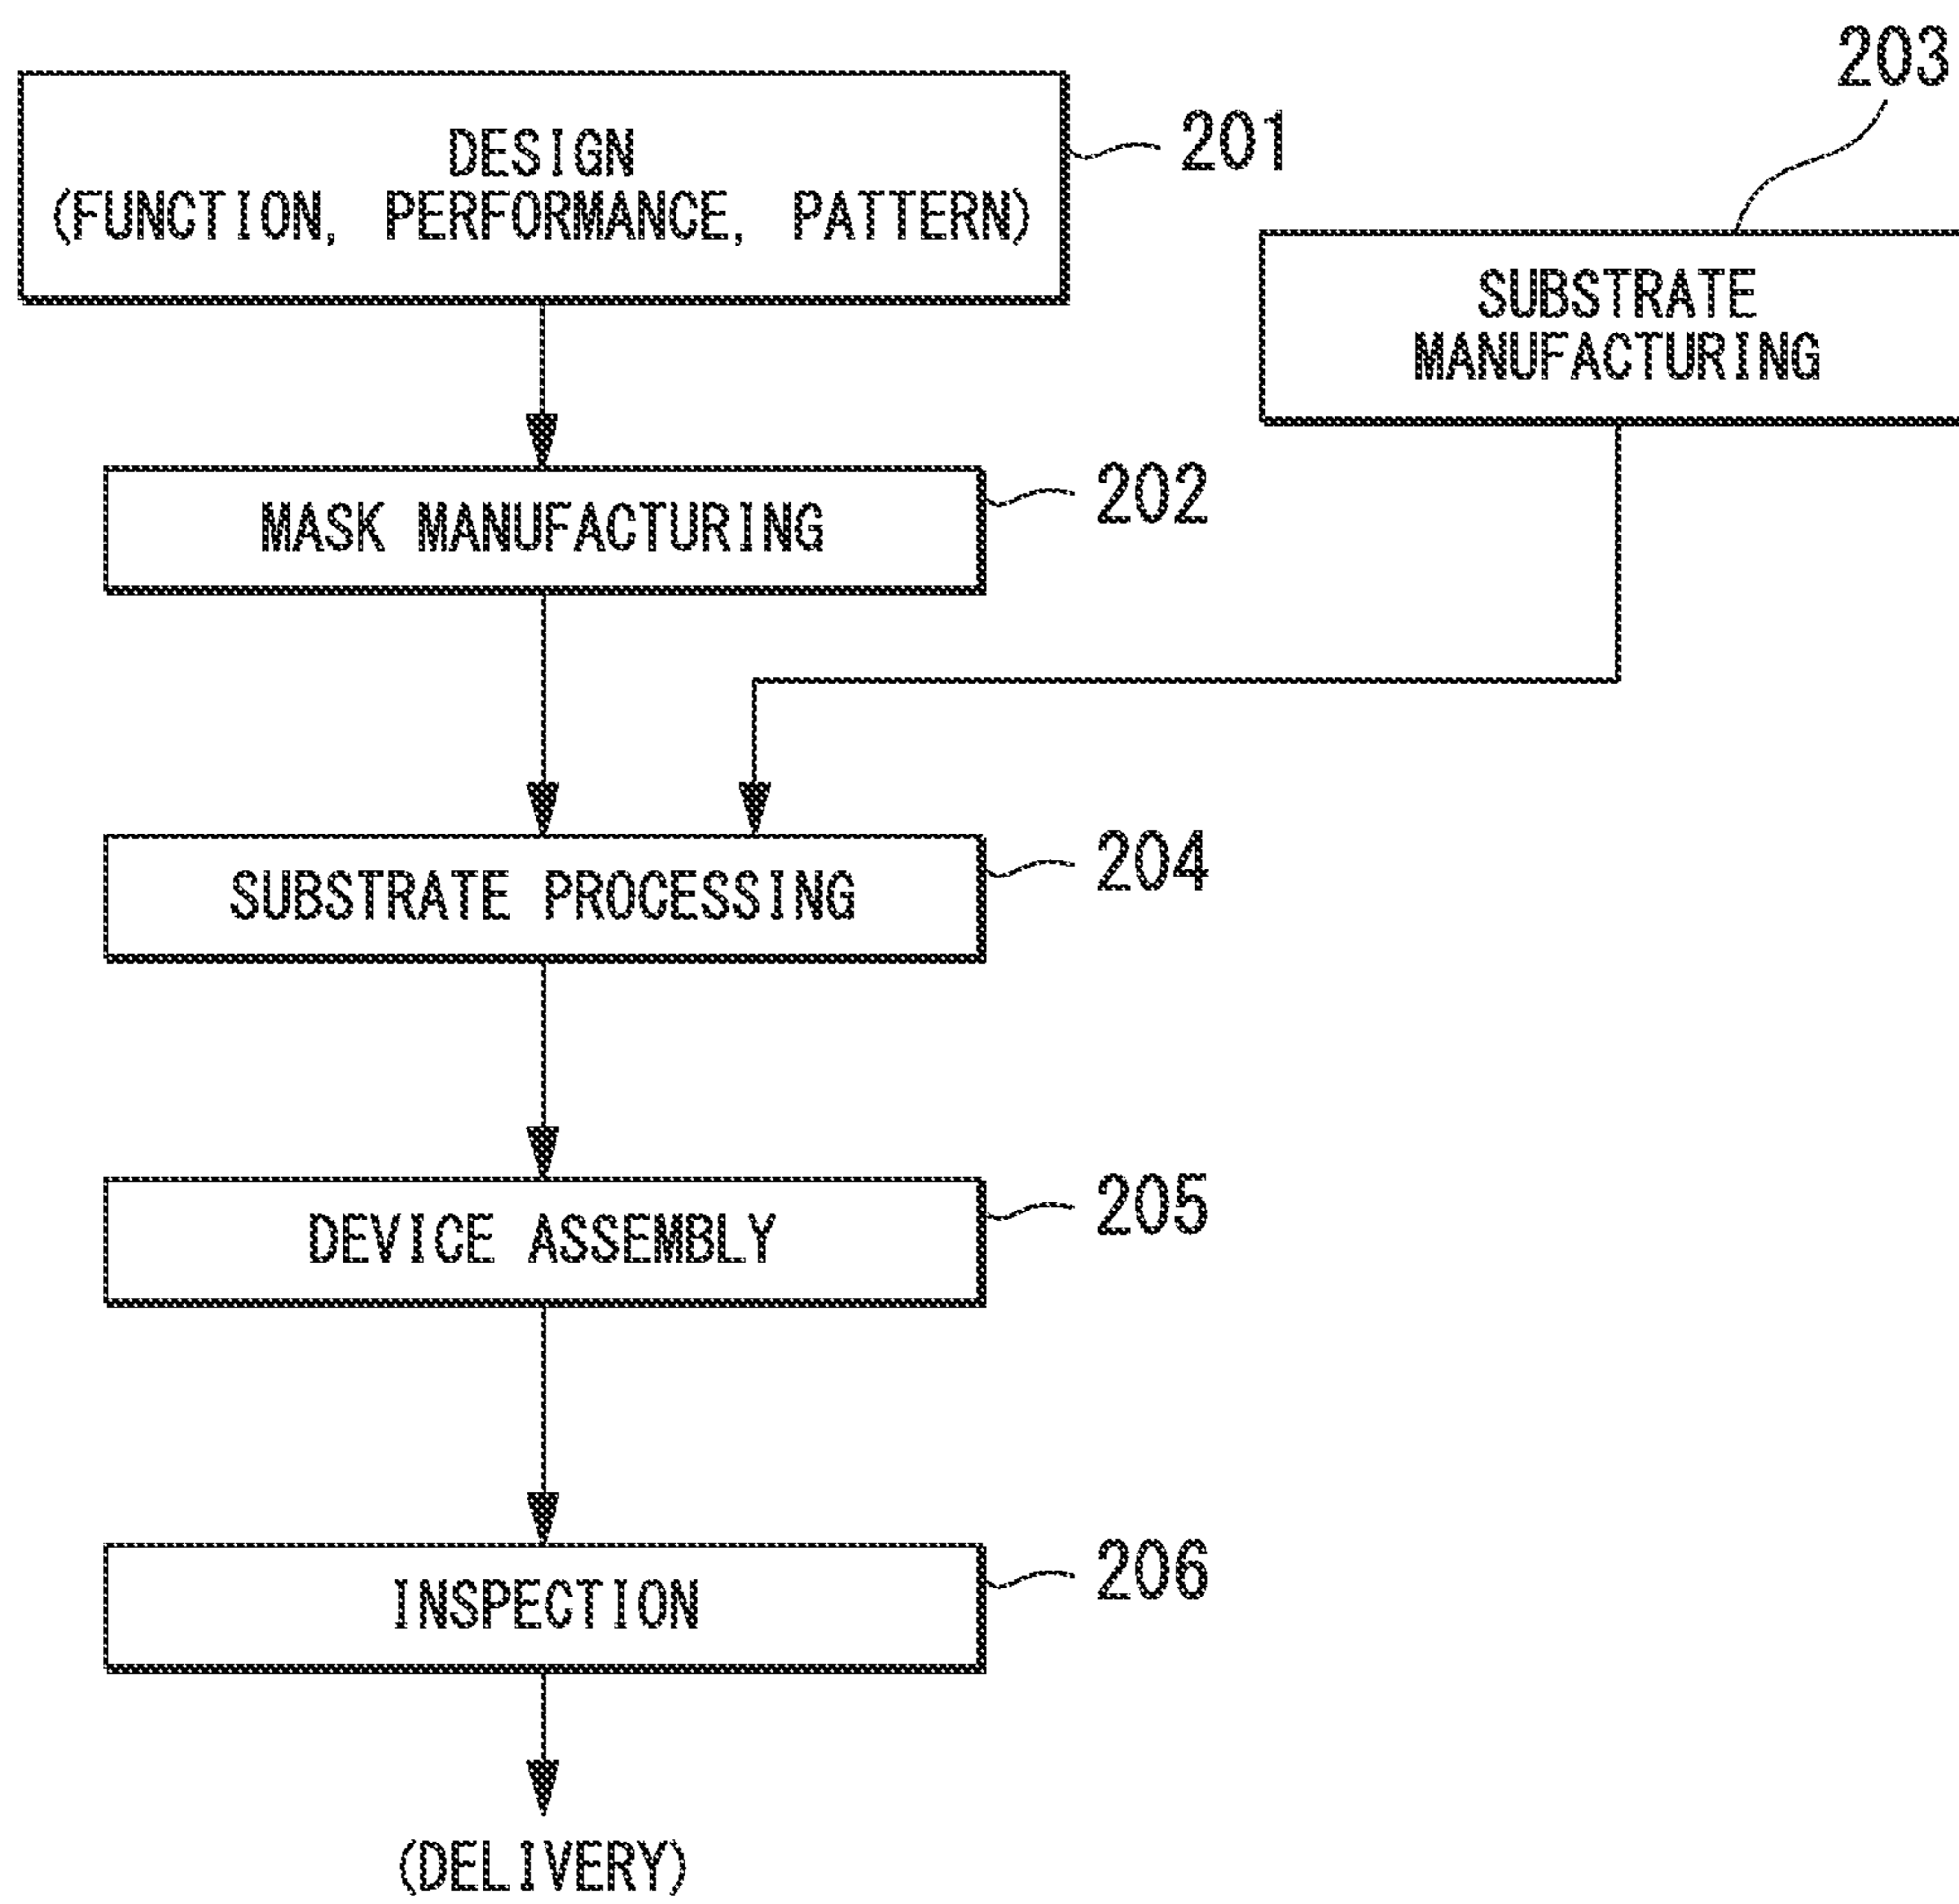 203
DESIGN
(FUNCTION, PERFORMANCE, PATTERN)
201
SUBSTRATE
MANUFACTURING
MASK MANUFACTURING
202
SUBSTRATE PROCESSING
204
DEVICE ASSEMBLY
205
INSPECTION
206
(DELIVERY)